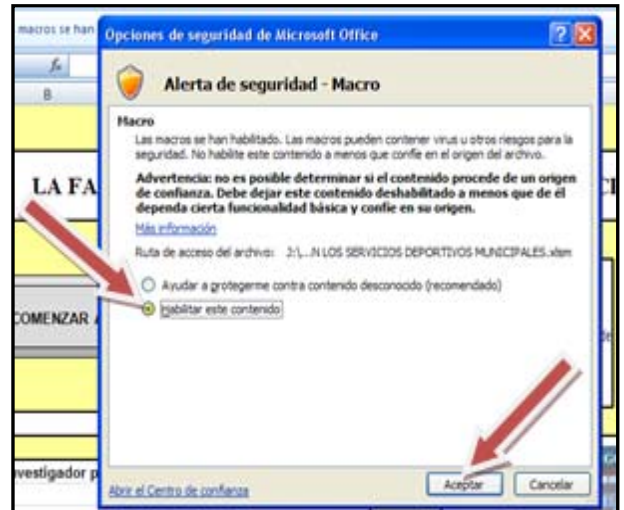 macros se han
Opciones de seguridad de Microsoft Office
fx
B
Alerta de seguridad - Macro
Macro
Las macros se han habilitado. Las macros pueden contener virus u otros riesgos para la
seguridad. No habilite este contenido a menos que confíe en el origen del archivo.
Advertencia: no es posible determinar si el contenido procede de un origen
de confianza. Debe dejar este contenido deshabilitado a menos que de él
dependa cierta funcionalidad básica y confíe en su origen.
Más información
LA FA
Ruta de acceso del archivo: J:\...N LOS SERVICIOS DEPORTIVOS MUNICIPALES.xlsm
Ayudar a protegerme contra contenido desconocido (recomendado)
Habilitar este contenido
COMENZAR
vestigador p
Abrir el Centro de confianza
Aceptar
Cancelar